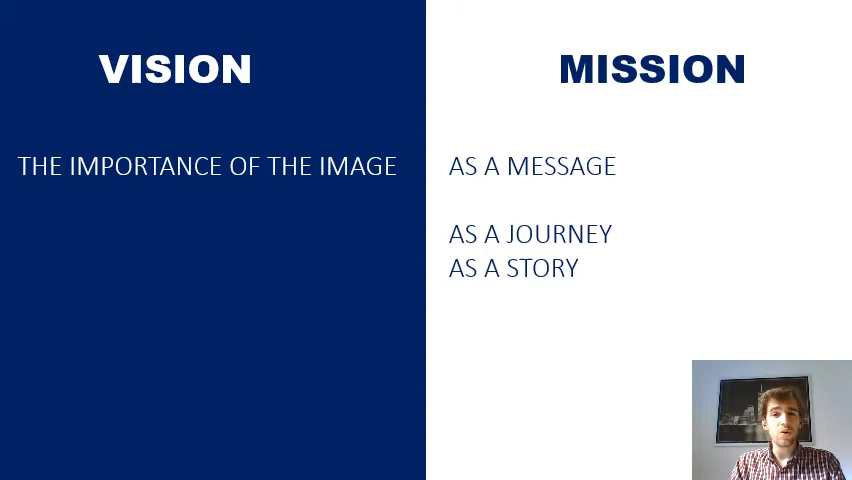 VISION
THE IMPORTANCE OF THE IMAGE
MISSION
AS A MESSAGE
AS A JOURNEY
AS A STORY